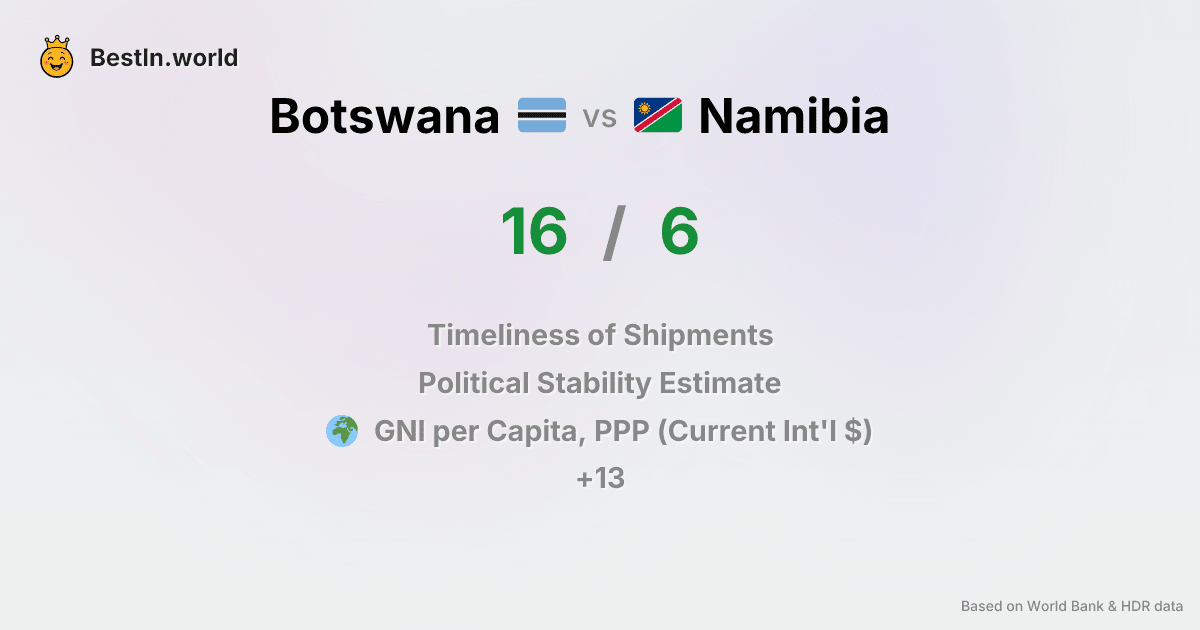 BestIn.world
Botswana vs Namibia
16 / 6
Timeliness of Shipments
Political Stability Estimate
GNI per Capita, PPP (Current Int'l $)
+13
Based on World Bank & HDR data